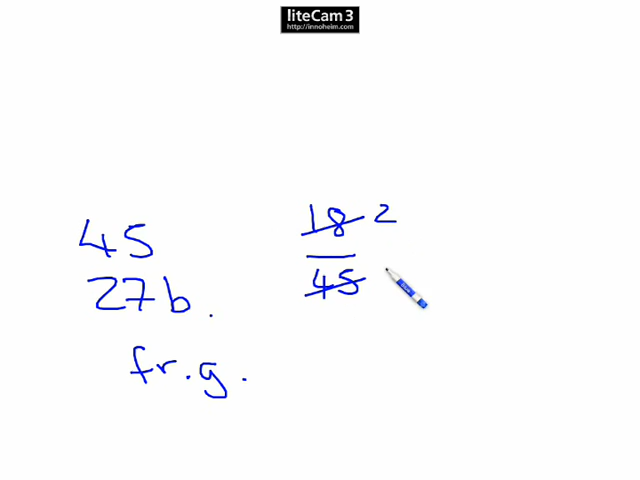 liteCam 3
http://innoheim.com
45
27 b.
fr. g.
18 2
45